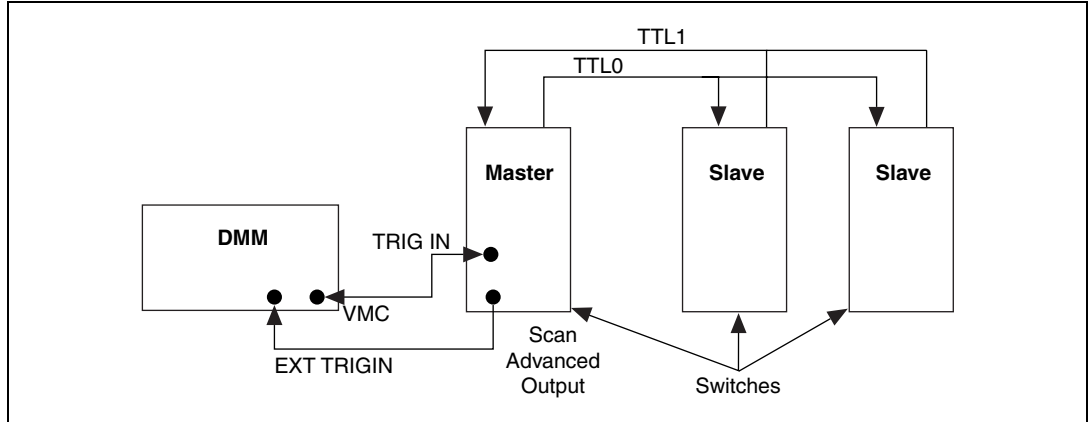 TTL1
TTL0
Master
Slave
Slave
DMM
TRIG IN
VMC
EXT TRIGIN
Scan
Advanced
Output
Switches